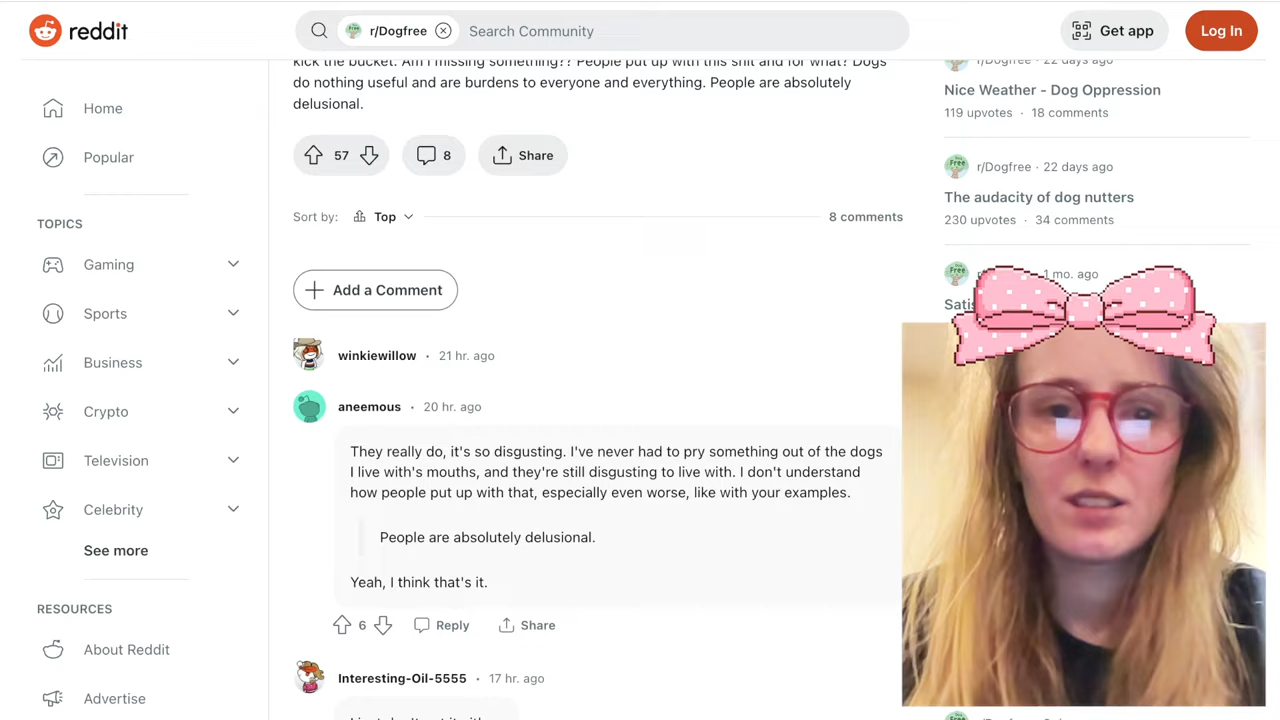 reddit
r/Dogfree
Search Community
Get app
Log In
Home
Popular
TOPICS
Gaming
Sports
Business
Crypto
Television
Celebrity
See more
RESOURCES
About Reddit
Advertise
kick the bucket. Am I missing something?? People put up with this shit and for what? Dogs
do nothing useful and are burdens to everyone and everything. People are absolutely
delusional.
57
8
Share
Sort by: Top
8 comments
Add a Comment
winkiewillow • 21 hr. ago
aneemous • 20 hr. ago
They really do, it's so disgusting. I've never had to pry something out of the dogs
I live with's mouths, and they're still disgusting to live with. I don't understand
how people put up with that, especially even worse, like with your examples.
People are absolutely delusional.
Yeah, I think that's it.
6
Reply
Share
Interesting-Oil-5555 • 17 hr. ago
r/Dogfree · 22 days ago
Nice Weather - Dog Oppression
119 upvotes · 18 comments
Free
r/Dogfree · 22 days ago
The audacity of dog nutters
230 upvotes · 34 comments
Free
1 mo. ago